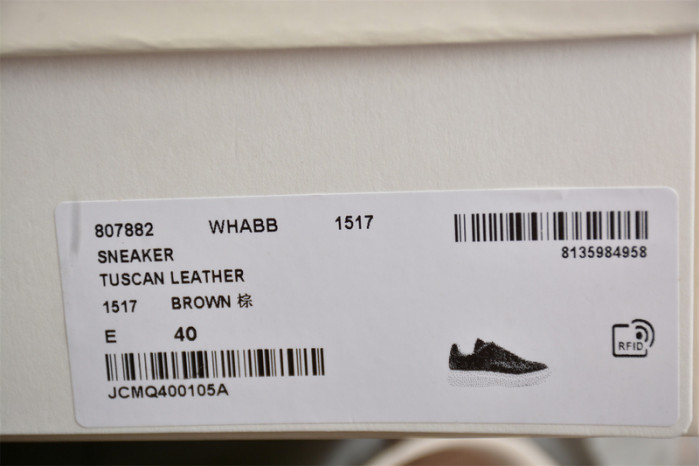 807882 WHABB 1517
SNEAKER
TUSCAN LEATHER
1517 BROWN 棕
E 40
JCMQ400105A
8135984958
RFID